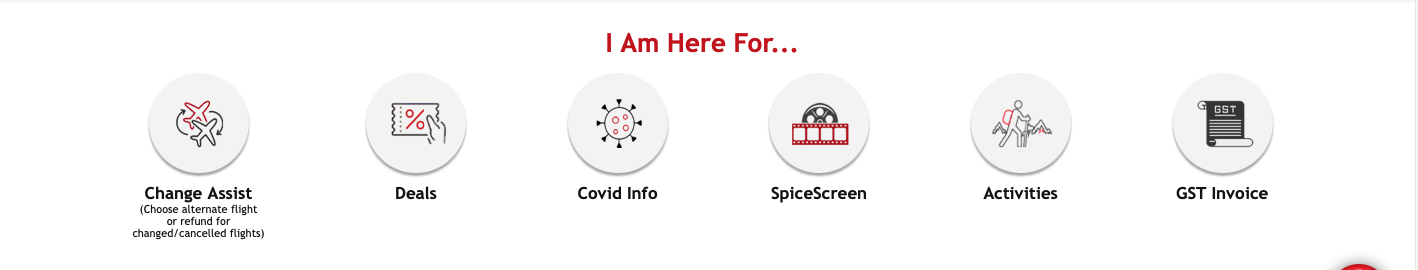 I Am Here For...
%
GST
Change Assist
(Choose alternate flight
or refund for
changed/cancelled flights)
Deals
Covid Info
SpiceScreen
Activities
GST Invoice